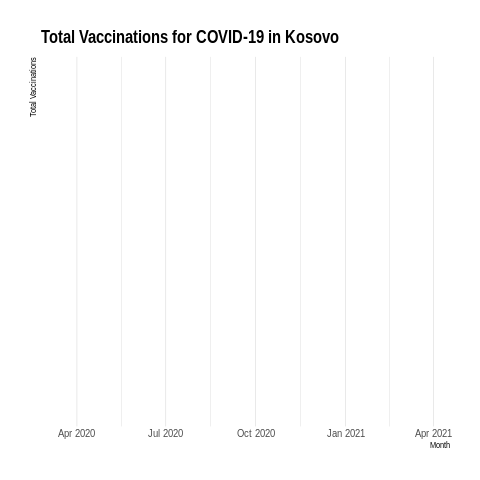 Total Vaccinations for COVID-19 in Kosovo
Total Vaccinations
Apr 2020
Jul 2020
Oct 2020
Jan 2021
Apr 2021
Month